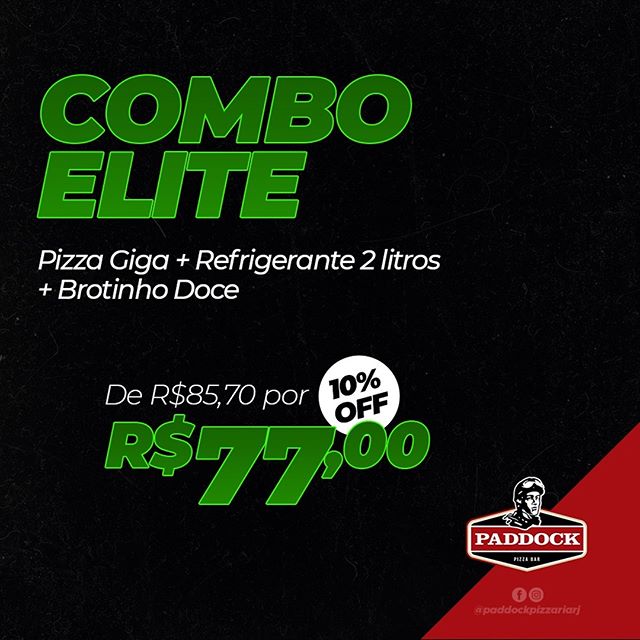 COMBO
ELITE
Pizza Giga + Refrigerante 2 litros
+ Brotinho Doce
De R$85,70 por
10%
OFF
R$77,00
PADDOCK
PIZZA BAR
@paddockpizzariarj